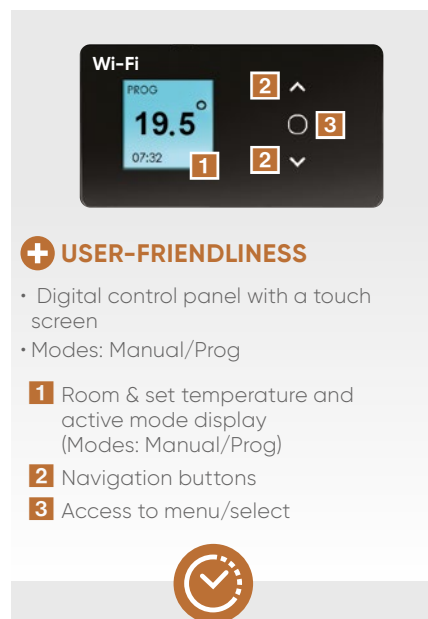 Wi-Fi
PROG
19.5°
07:32
1
2
3
2
USER-FRIENDLINESS
• Digital control panel with a touch
screen
• Modes: Manual/Prog
1 Room & set temperature and
active mode display
(Modes: Manual/Prog)
2 Navigation buttons
3 Access to menu/select